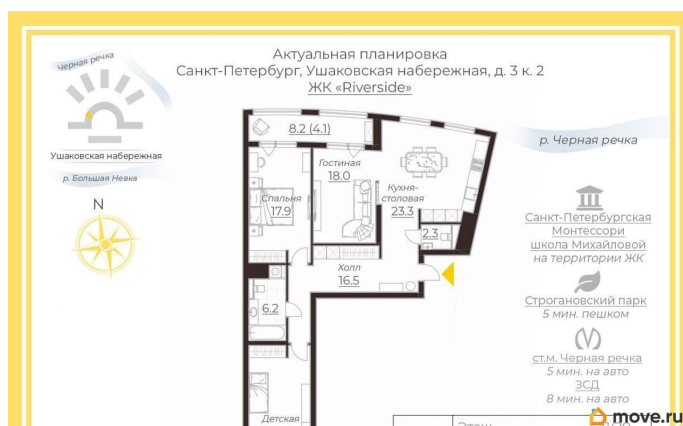 Актуальная планировка
Санкт-Петербург, Ушаковская набережная, д. 3 к. 2
ЖК «Riverside»
Черная речка
Ушаковская набережная
р. Большая Невка
N
8.2 (4.1)
Гостиная
18.0
Спальня
17.9
Кухня-
столовая
23.3
2.3
Холл
16.5
6.2
Детская
р. Черная речка
Санкт-Петербургская
Монтессори
школа Михайловой
на территории ЖК
Строгановский парк
5 мин. пешком
ст.м. Черная речка
5 мин. на авто
ЗСД
8 мин. на авто
Этаж
move.ru